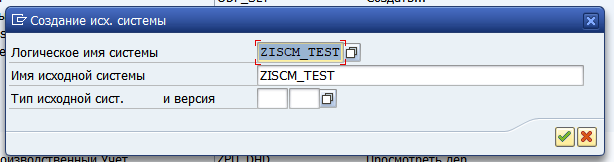 Создание исх. системы
Логическое имя системы ZISCM_TEST
Имя исходной системы ZISCM_TEST
Тип исходной сист. и версия